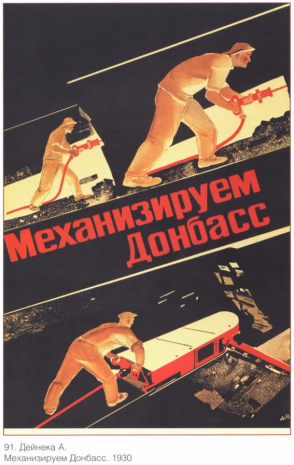 Механизируем
Донбасс
91. Дейнека А.
Механизируем Донбасс. 1930